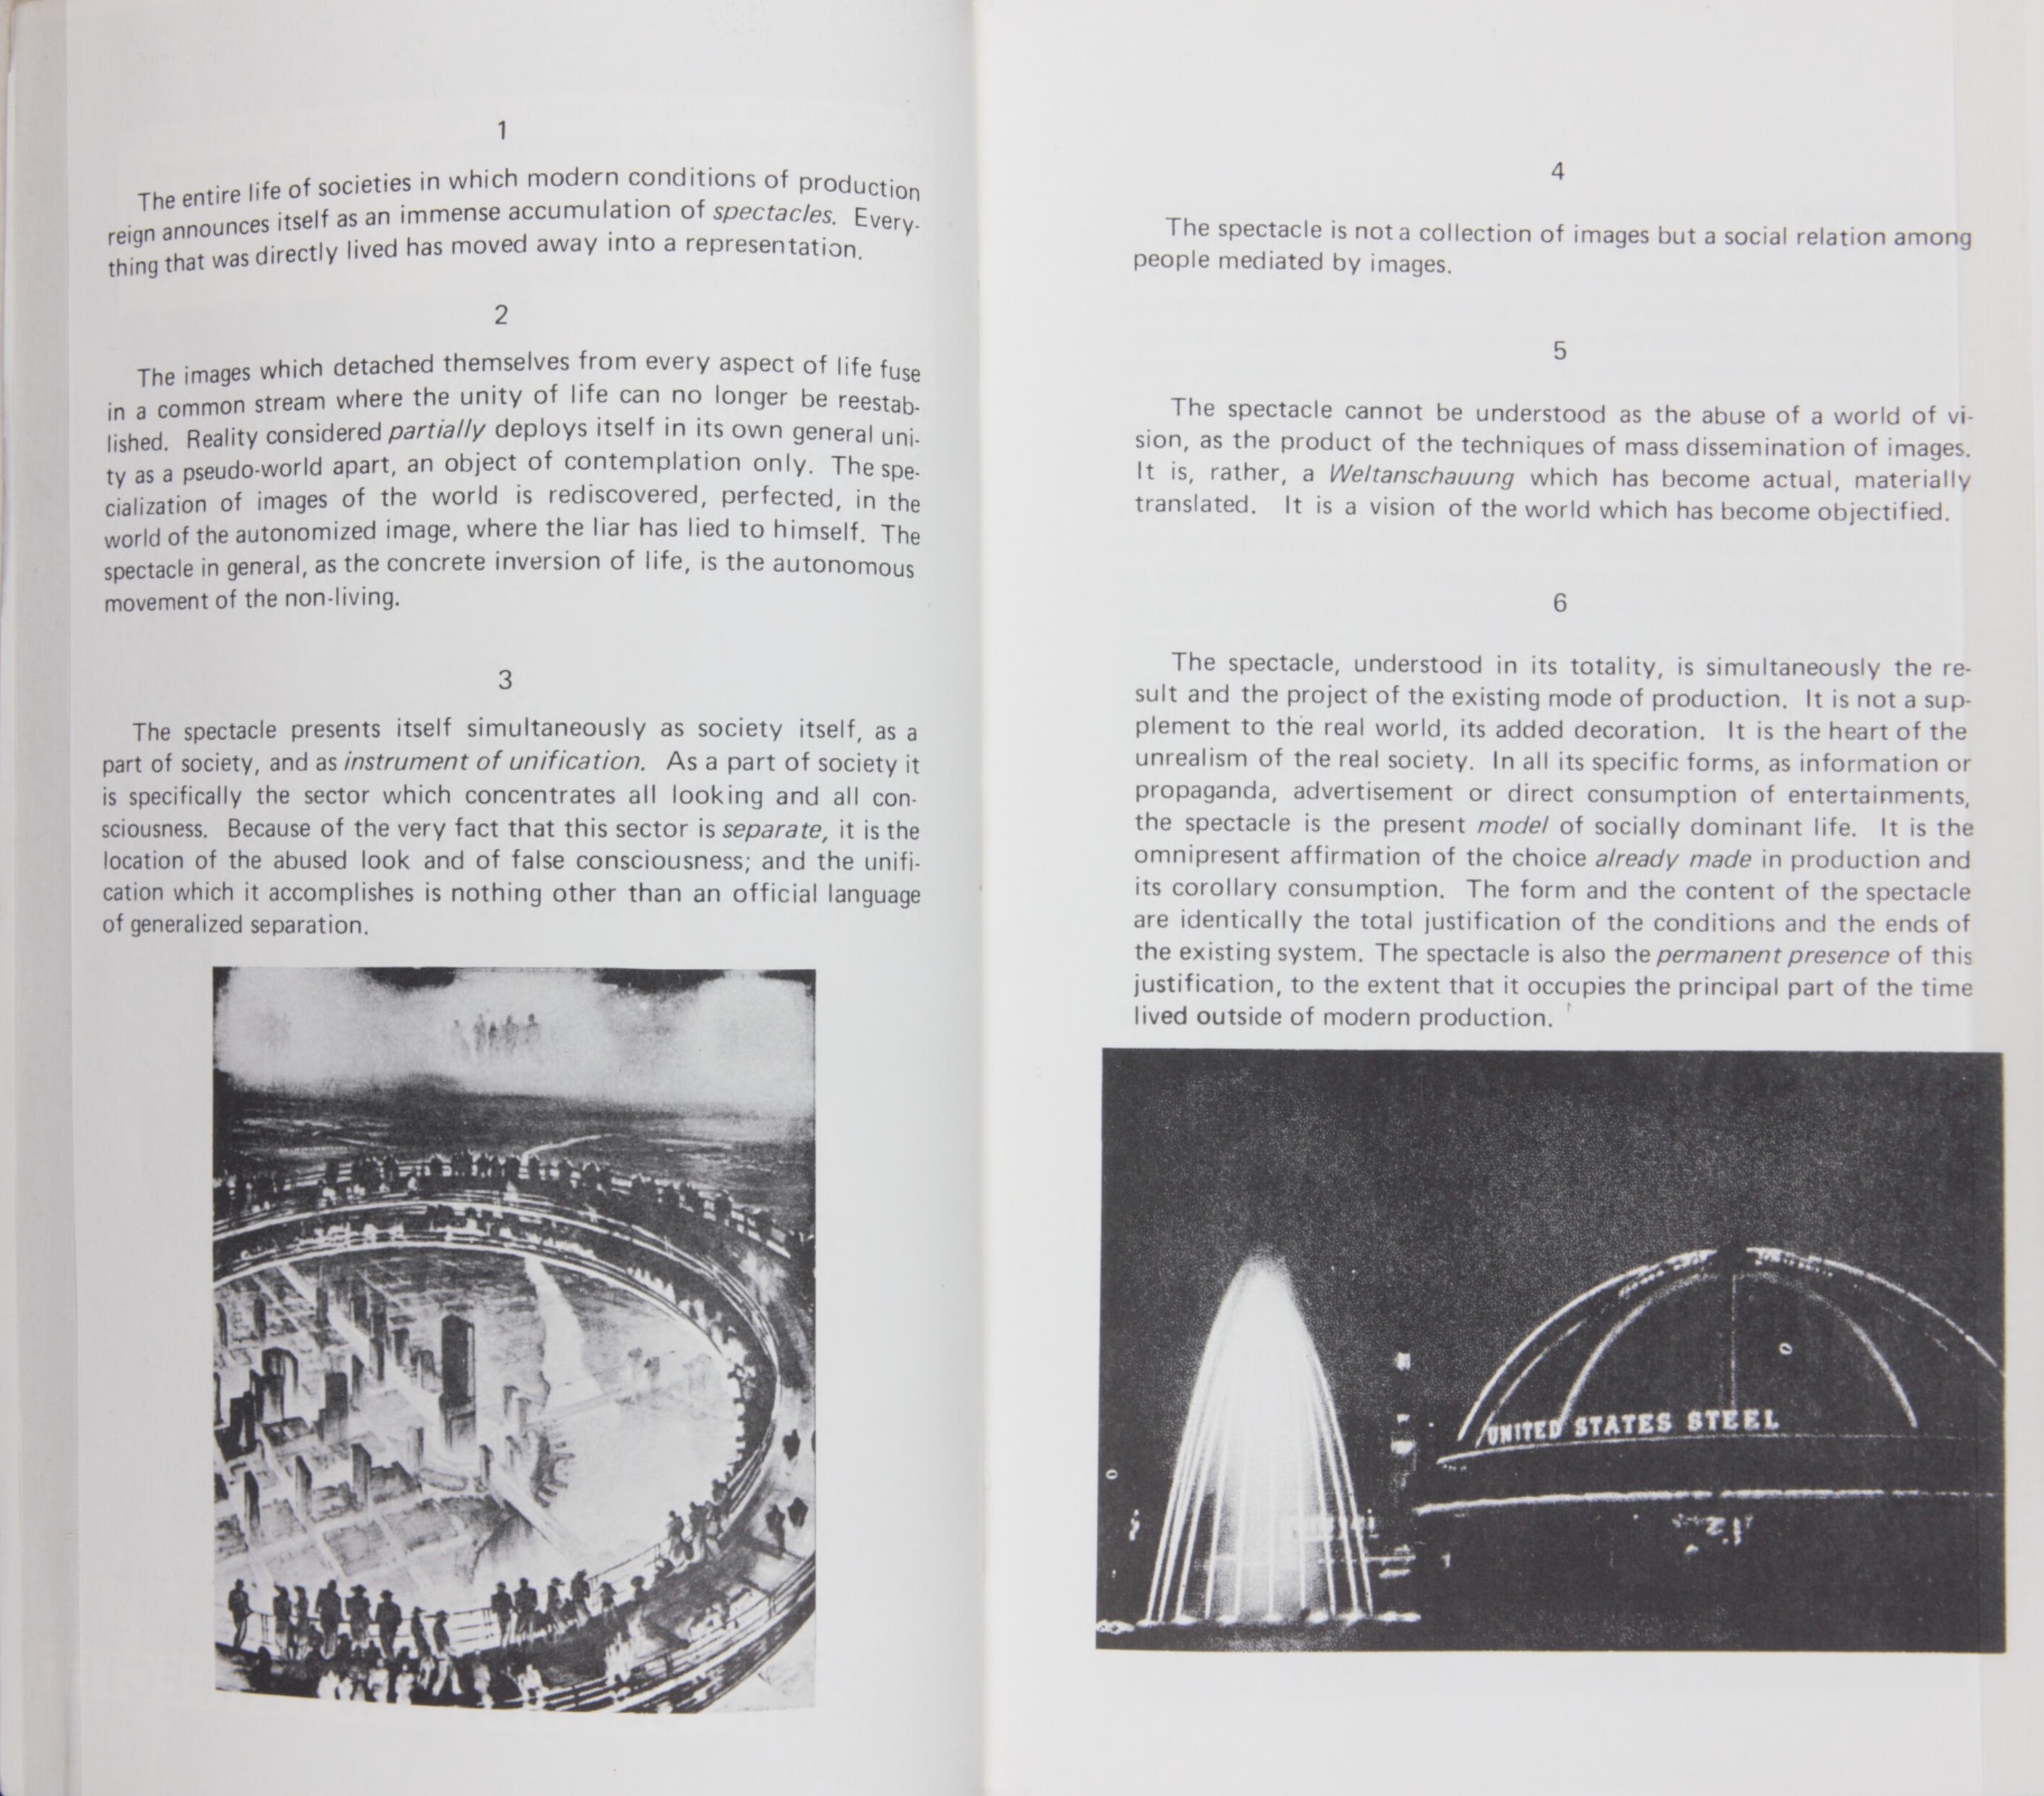 1
The entire life of societies in which modern conditions of production
reign announces itself as an immense accumulation of spectacles. Every-
thing that was directly lived has moved away into a representation.
2
The images which detached themselves from every aspect of life fuse
in a common stream where the unity of life can no longer be reestab-
lished. Reality considered partially deploys itself in its own general uni-
ty as a pseudo-world apart, an object of contemplation only. The spe-
cialization of images of the world is rediscovered, perfected, in the
world of the autonomized image, where the liar has lied to himself. The
spectacle in general, as the concrete inversion of life, is the autonomous
movement of the non-living.
3
The spectacle presents itself simultaneously as society itself, as a
part of society, and as instrument of unification. As a part of society it
is specifically the sector which concentrates all looking and all con-
sciousness. Because of the very fact that this sector is separate, it is the
location of the abused look and of false consciousness; and the unifi-
cation which it accomplishes is nothing other than an official language
of generalized separation.
4
The spectacle is not a collection of images but a social relation among
people mediated by images.
5
The spectacle cannot be understood as the abuse of a world of vi-
sion, as the product of the techniques of mass dissemination of images.
It is, rather, a Weltanschauung which has become actual, materially
translated. It is a vision of the world which has become objectified.
6
The spectacle, understood in its totality, is simultaneously the re-
sult and the project of the existing mode of production. It is not a sup-
plement to the real world, its added decoration. It is the heart of the
unrealism of the real society. In all its specific forms, as information or
propaganda, advertisement or direct consumption of entertainments,
the spectacle is the present model of socially dominant life. It is the
omnipresent affirmation of the choice already made in production and
its corollary consumption. The form and the content of the spectacle
are identically the total justification of the conditions and the ends of
the existing system. The spectacle is also the permanent presence of this
justification, to the extent that it occupies the principal part of the time
lived outside of modern production.
UNITED STATES STEEL